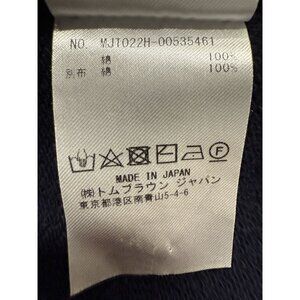 NO. MJT022H-00535461
綿 100%
別布 綿 100%
MADE IN JAPAN
(株)トムブラウン ジャパン
東京都港区南青山5-4-6